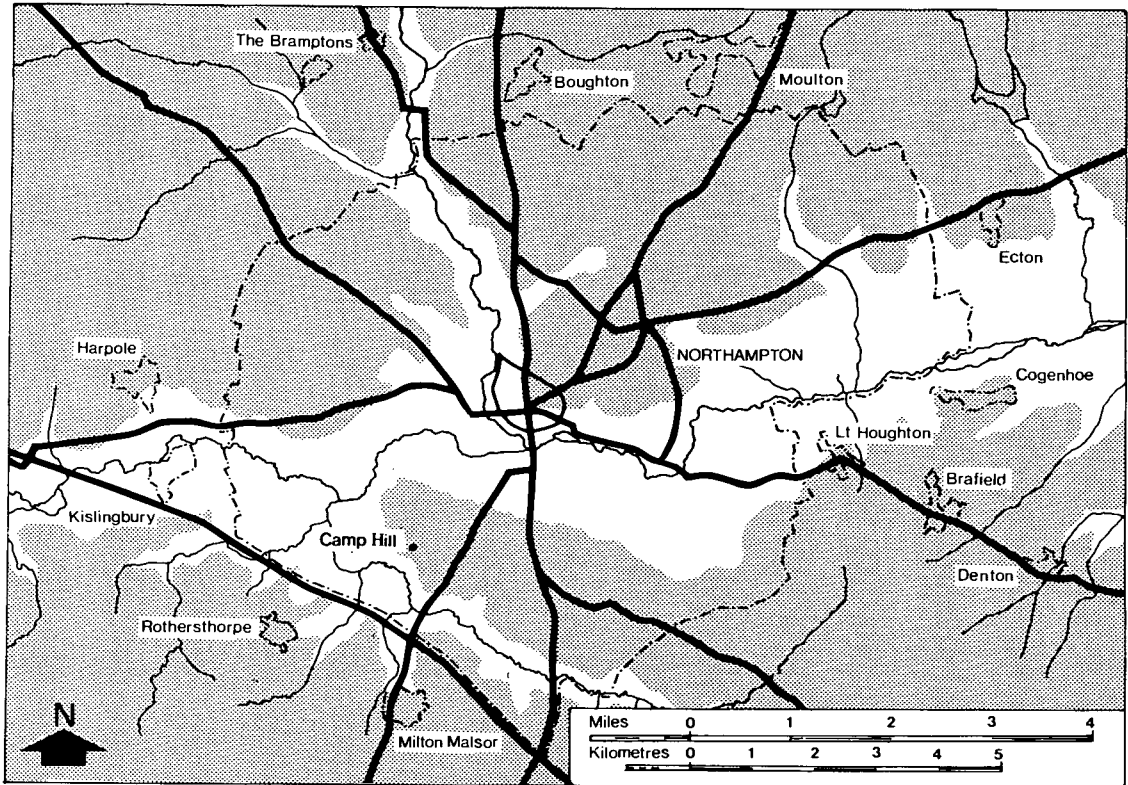 The Bramptons
Boughton
Moulton
Ecton
Harpole
NORTHAMPTON
Cogenhoe
Lt Houghton
Brafield
Kislingbury
Camp Hill
Denton
Rothersthorpe
N
Milton Malsor
Miles 0 1 2 3 4
Kilometres 0 1 2 3 4 5